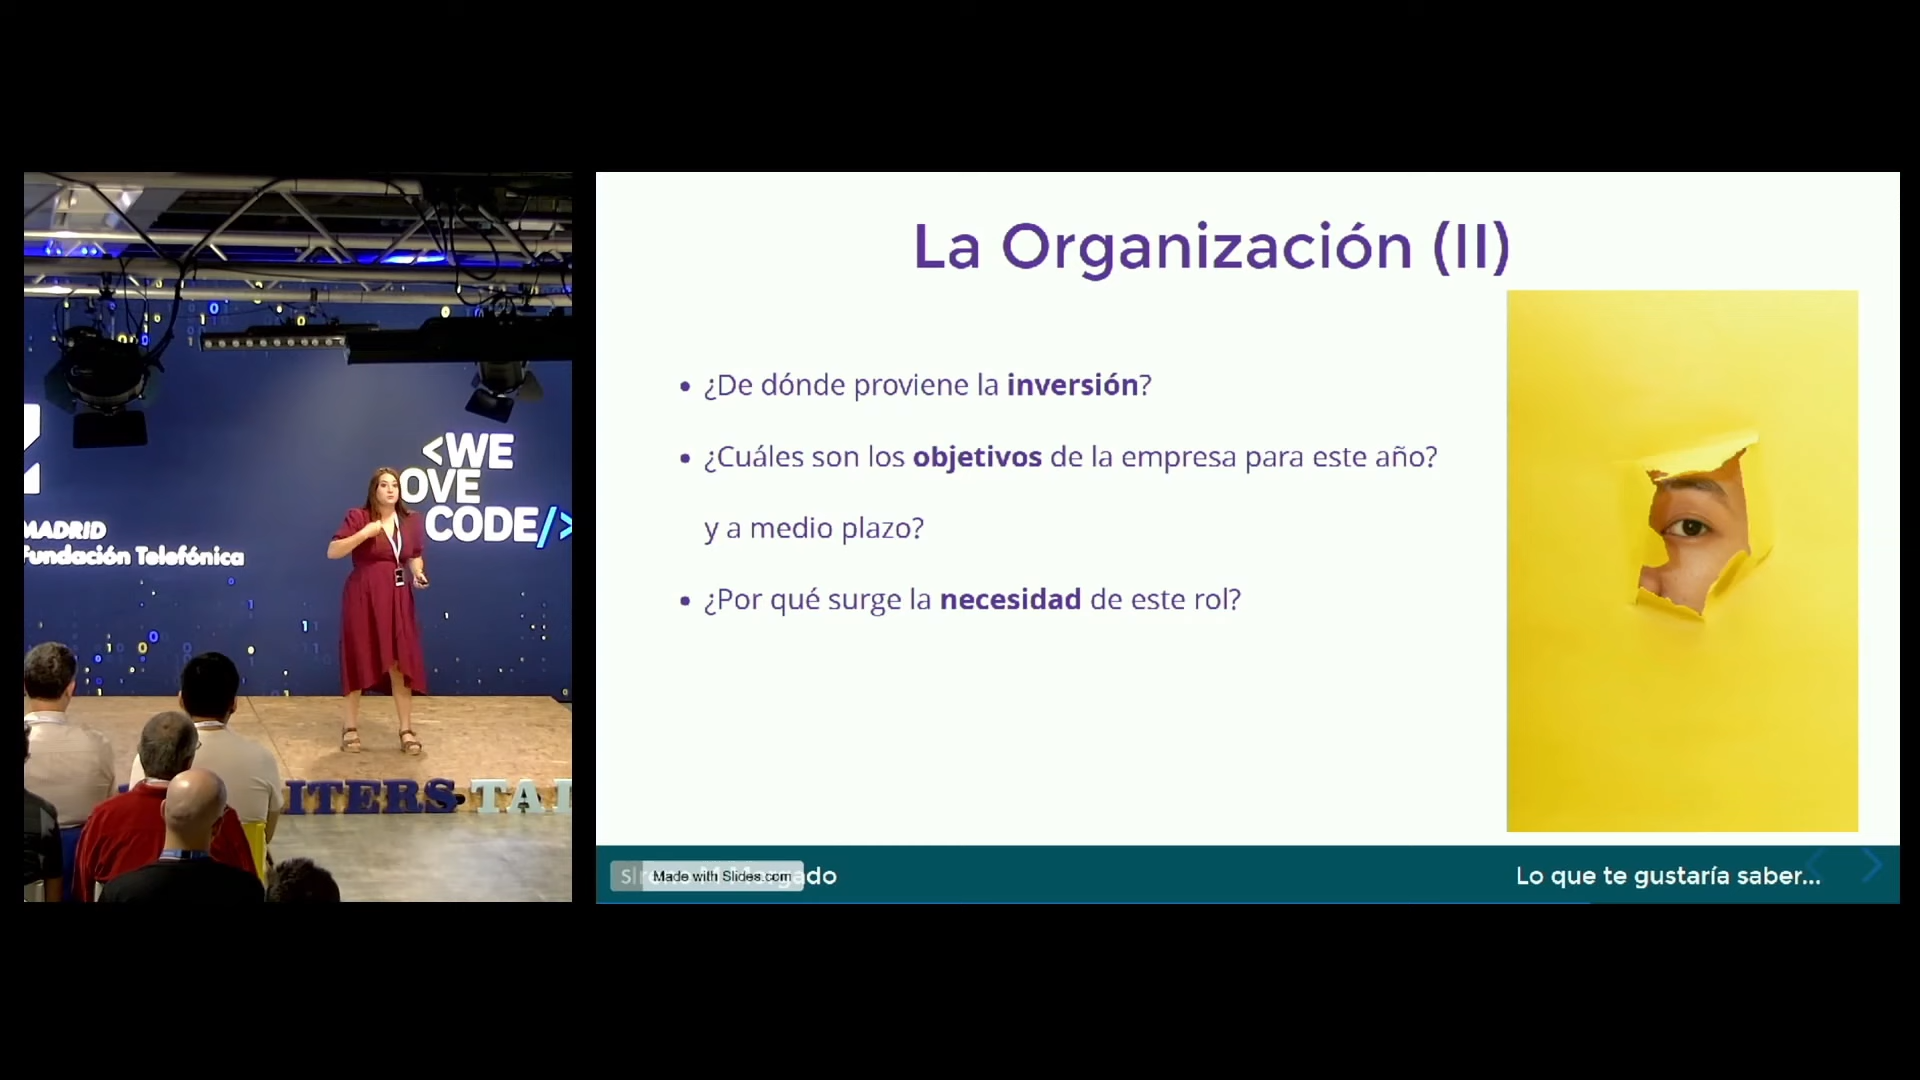 <WE
OVE
CODE/>
MADRID
Fundación Telefónica
ITERS TA
La Organización (II)
• ¿De dónde proviene la inversión?
• ¿Cuáles son los objetivos de la empresa para este año?
y a medio plazo?
• ¿Por qué surge la necesidad de este rol?
Made with Slides.com
Lo que te gustaría saber...